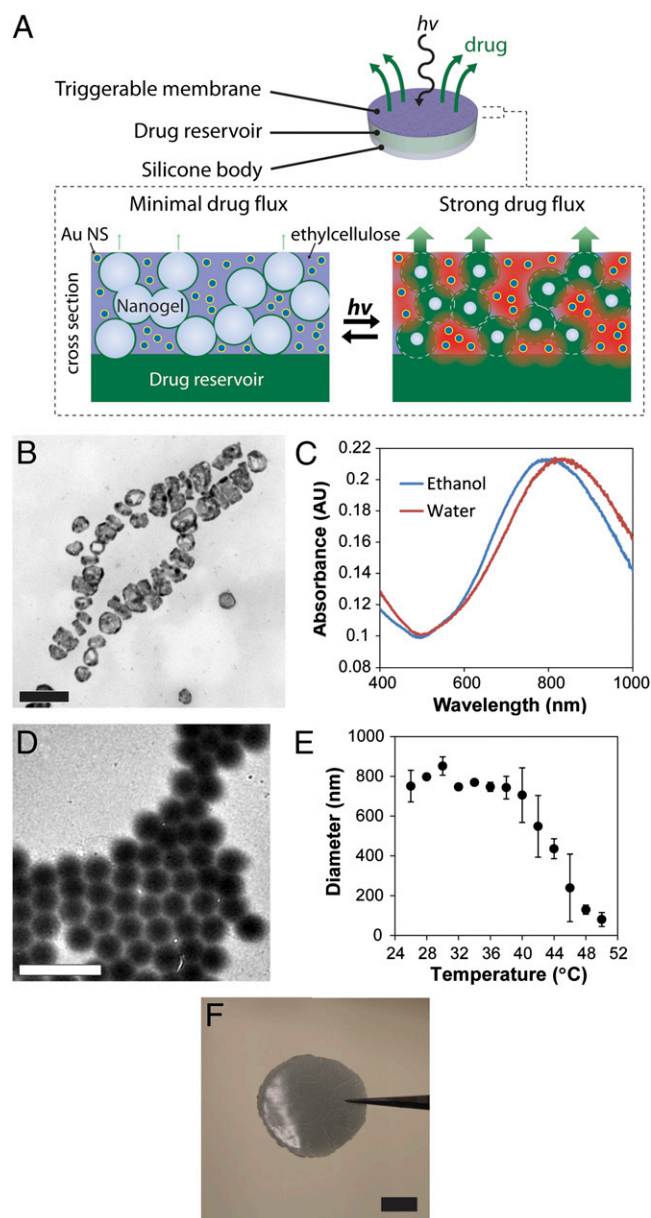 A
hv
drug
Triggerable membrane
Drug reservoir
Silicone body
Minimal drug flux
Strong drug flux
Au NS
ethylcellulose
cross section
Nanogel
hv
Drug reservoir
B
C
0.22
0.2
0.18
0.16
0.14
0.12
0.1
0.08
Absorbance (AU)
Ethanol
Water
400
600
800
1000
Wavelength (nm)
D
E
1000
800
600
400
200
0
Diameter (nm)
24 28 32 36 40 44 48 52
Temperature (°C)
F